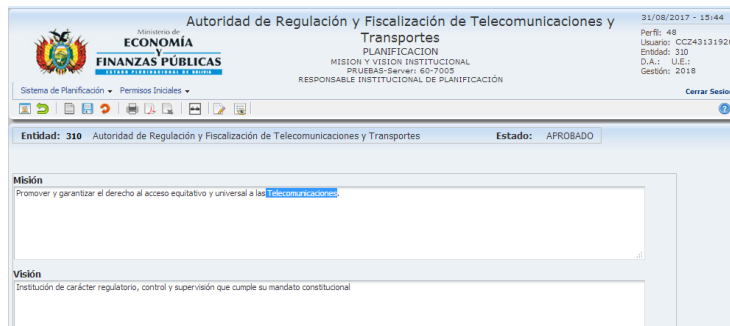 Autoridad de Regulación y Fiscalización de Telecomunicaciones y
Transportes
PLANIFICACION
MISION Y VISION INSTITUCIONAL
PRUEBAS-Server: 60-7005
RESPONSABLE INSTITUCIONAL DE PLANIFICACIÓN
Ministerio de
ECONOMÍA
Y
FINANZAS PÚBLICAS
ESTADO PLURINACIONAL DE BOLIVIA
31/08/2017 - 15:44
Perfil: 48
Usuario: CCZ4313192
Entidad: 310
D.A.: U.E.:
Gestión: 2018
Sistema de Planificación Permisos Iniciales
Cerrar Sesion
Entidad: 310 Autoridad de Regulación y Fiscalización de Telecomunicaciones y Transportes Estado: APROBADO
Misión
Promover y garantizar el derecho al acceso equitativo y universal a las Telecomunicaciones.
Visión
Institución de carácter regulatorio, control y supervisión que cumple su mandato constitucional